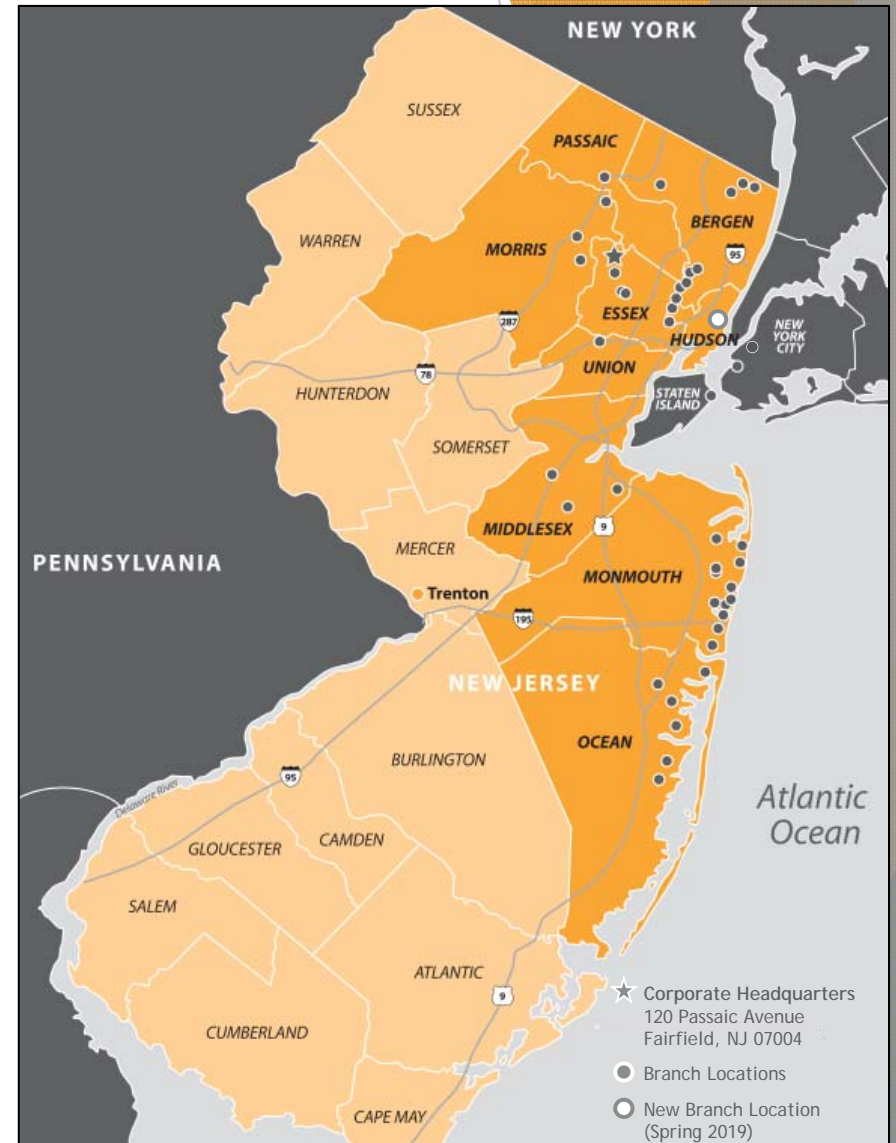 NEW YORK
SUSSEX
PASSAIC
BERGEN
WARREN
MORRIS
95
ESSEX
287
HUDSON
NEW
YORK
CITY
UNION
78
HUNTERDON
STATEN
ISLAND
SOMERSET
MIDDLESEX
9
MERCER
PENNSYLVANIA
MONMOUTH
Trenton
195
NEW JERSEY
OCEAN
BURLINGTON
95
Atlantic
Ocean
Delaware River
CAMDEN
GLOUCESTER
SALEM
ATLANTIC
9
CUMBERLAND
CAPE MAY
Corporate Headquarters
120 Passaic Avenue
Fairfield, NJ 07004
Branch Locations
New Branch Location
(Spring 2019)